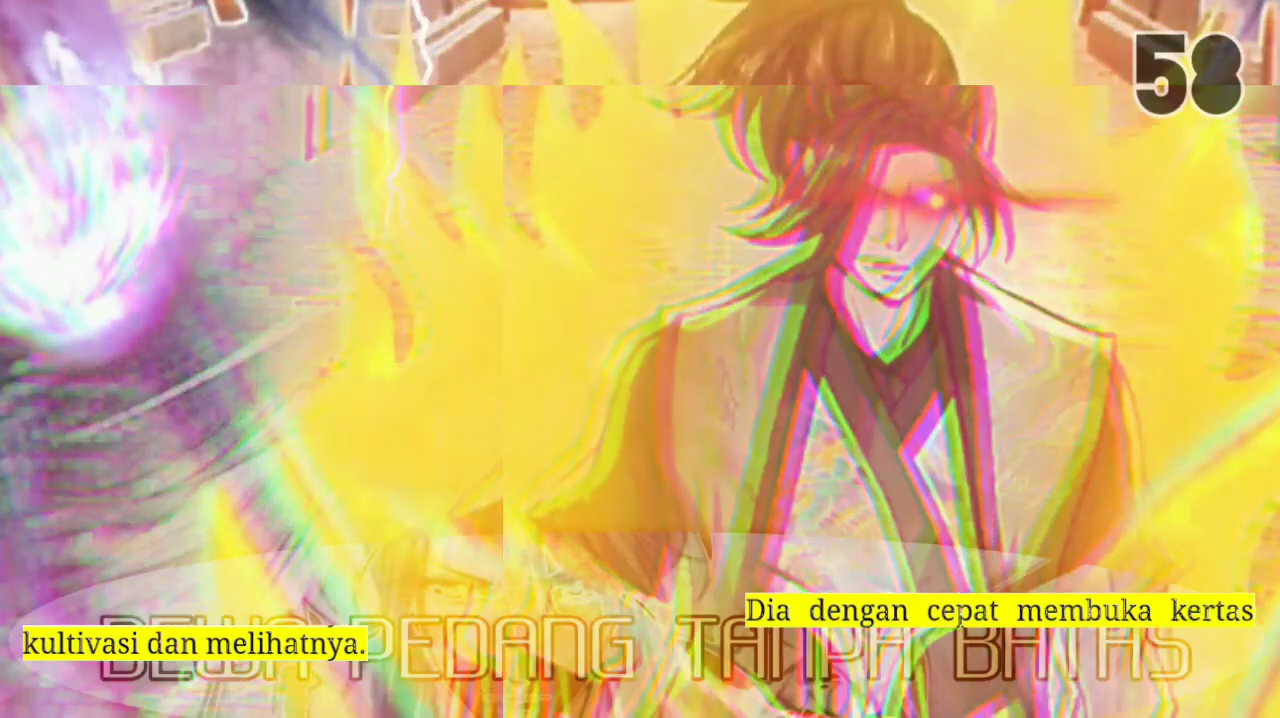 58
Dia dengan cepat membuka kertas
kultivasi dan melihatnya.
DEWA PEDANG TANPA BATAS